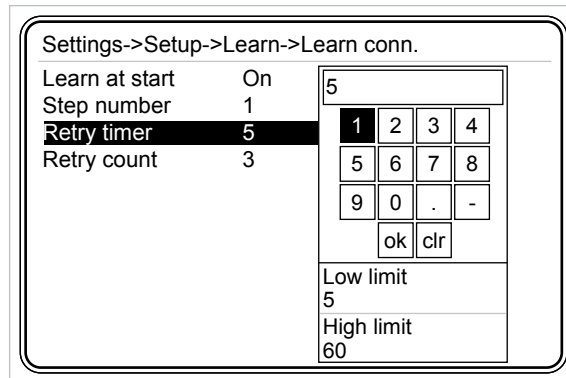 Settings->Setup->Learn->Learn conn.
Learn at start On
Step number 1
Retry timer 5
Retry count 3
5
1 2 3 4
5 6 7 8
9 0 . -
ok clr
Low limit
5
High limit
60